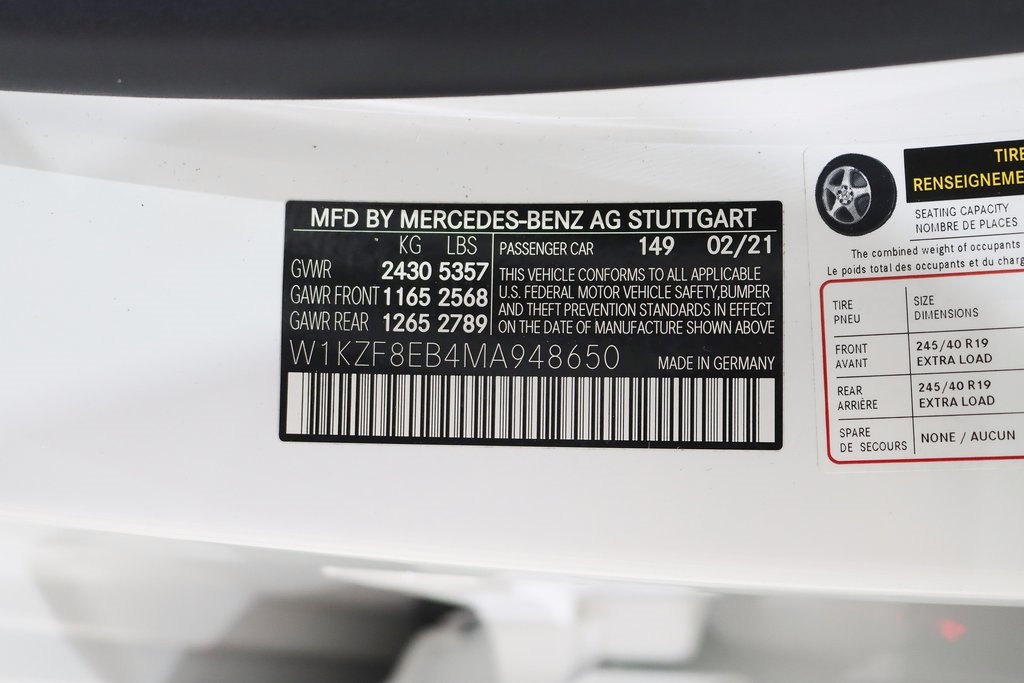 MFD BY MERCEDES-BENZ AG STUTTGART
KG LBS
GVWR 2430 5357
GAWR FRONT 1165 2568
GAWR REAR 1265 2789
PASSENGER CAR 149 02/21
THIS VEHICLE CONFORMS TO ALL APPLICABLE
U.S. FEDERAL MOTOR VEHICLE SAFETY,BUMPER
AND THEFT PREVENTION STANDARDS IN EFFECT
ON THE DATE OF MANUFACTURE SHOWN ABOVE
W1KZF8EB4MA948650
MADE IN GERMANY
TIRE
RENSEIGNEME
SEATING CAPACITY
NOMBRE DE PLACES
The combined weight of occupants
Le poids total des occupants et du charg
TIRE SIZE
PNEU DIMENSIONS
FRONT 245/40 R19
AVANT EXTRA LOAD
REAR 245/40 R19
ARRIÈRE EXTRA LOAD
SPARE NONE / AUCUN
DE SECOURS